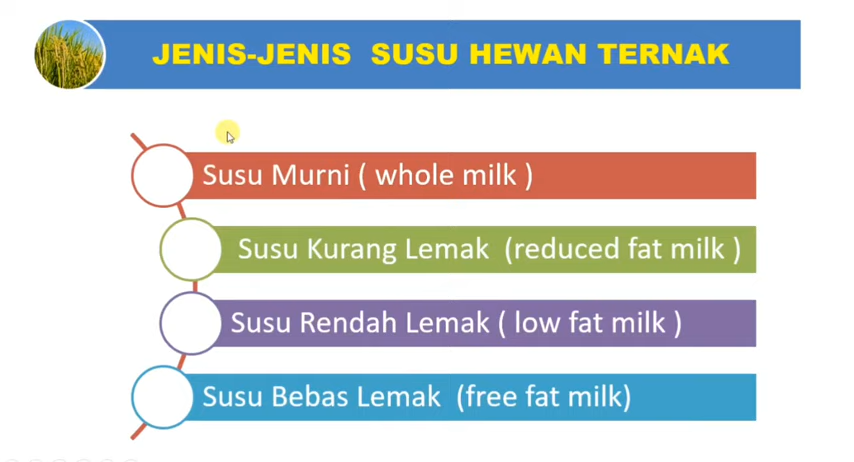 JENIS-JENIS SUSU HEWAN TERNAK
Susu Murni ( whole milk )
Susu Kurang Lemak (reduced fat milk )
Susu Rendah Lemak ( low fat milk )
Susu Bebas Lemak (free fat milk)